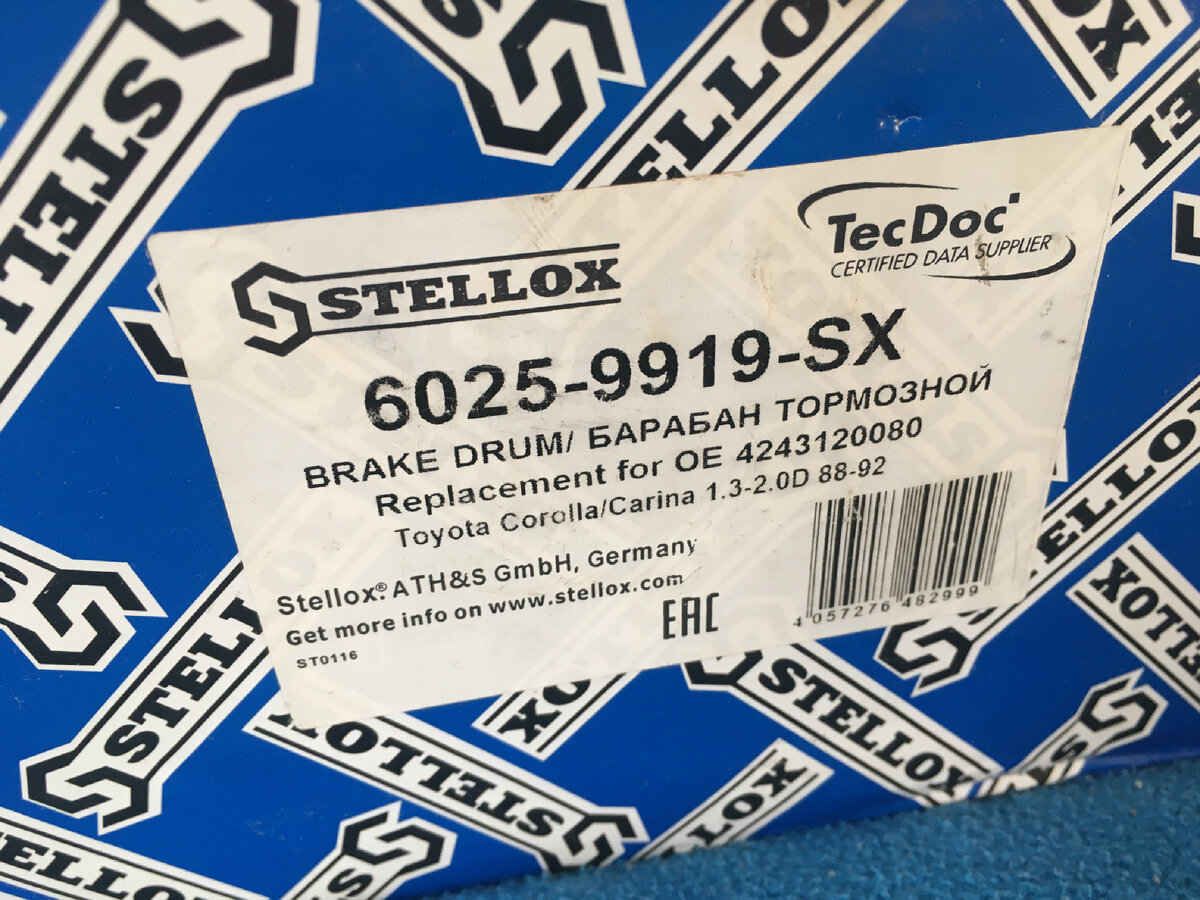 STELLOX
TecDoc
CERTIFIED DATA SUPPLIER
6025-9919-SX
BRAKE DRUM/ БАРАБАН ТОРМОЗНОЙ
Replacement for OE 4243120080
Toyota Corolla/Carina 1.3-2.0D 88-92
Stellox® ATH&S GmbH, Germany
Get more info on www.stellox.com
ST0116
EAC
4 057276 482999
STELLOX
STELLOX
STELLOX